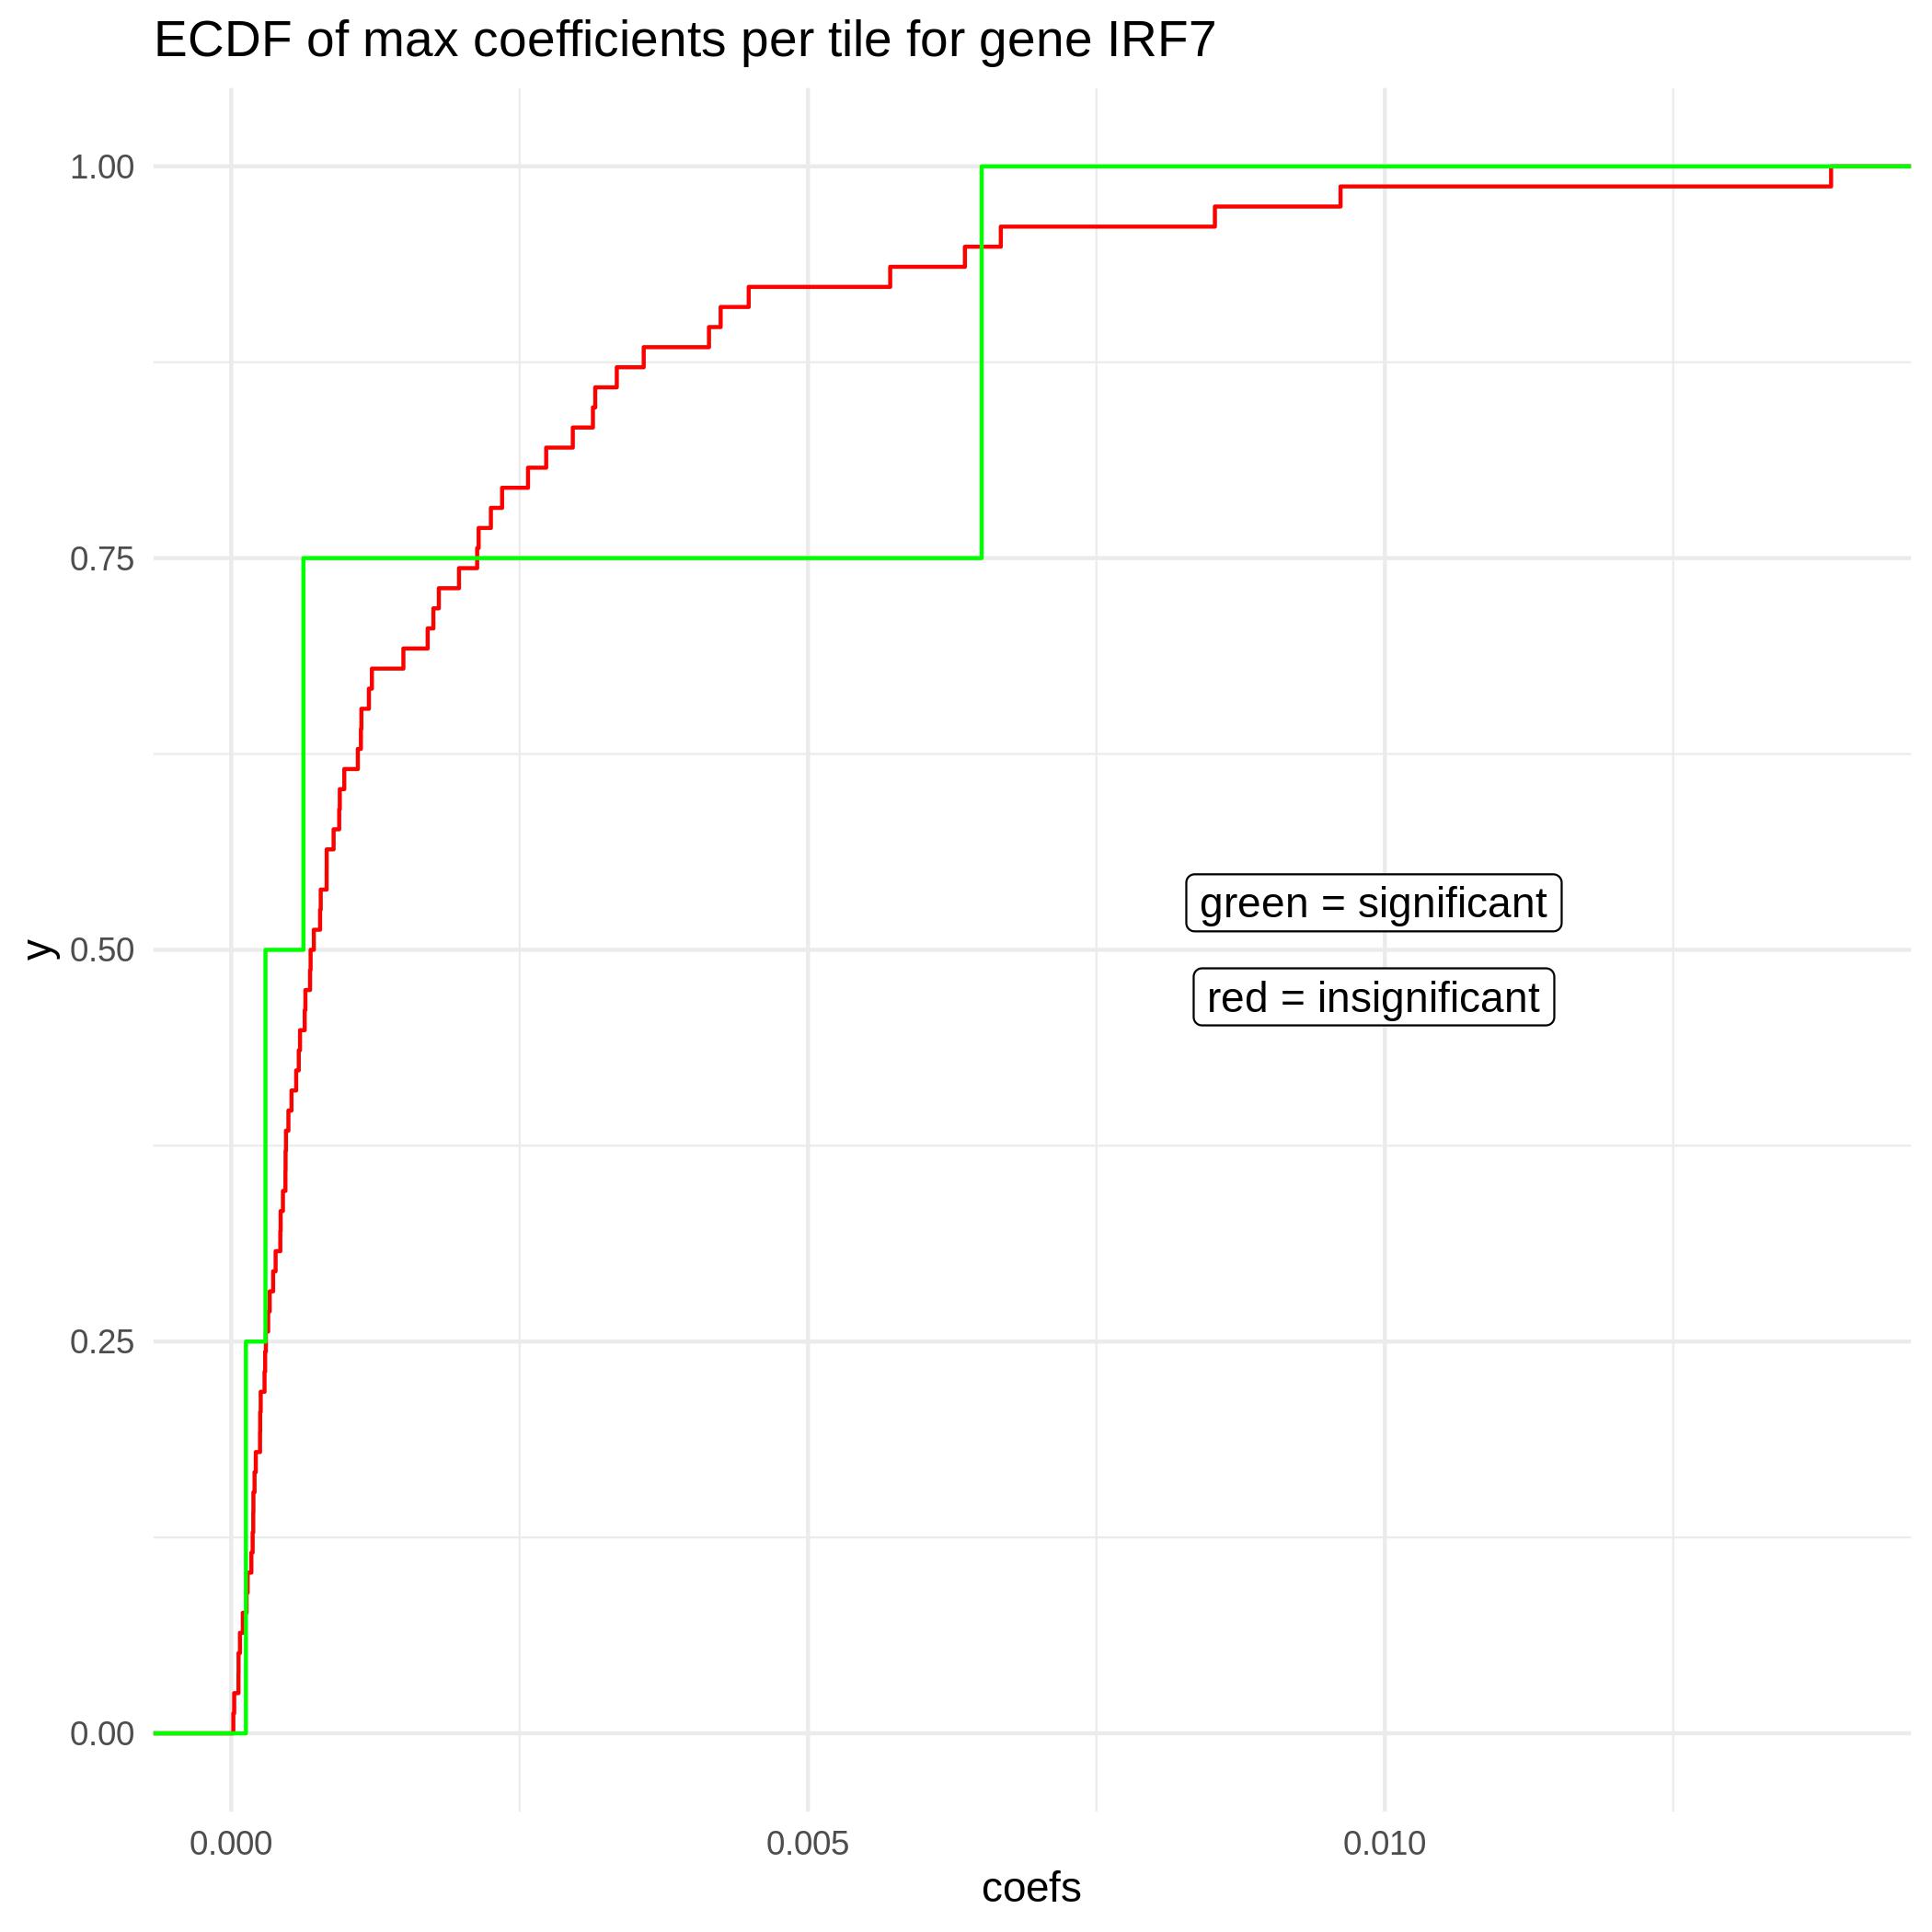 ECDF of max coefficients per tile for gene IRF7
1.00
0.75
0.50
0.25
0.00
y
green = significant
red = insignificant
0.000 0.005 0.010
coefs